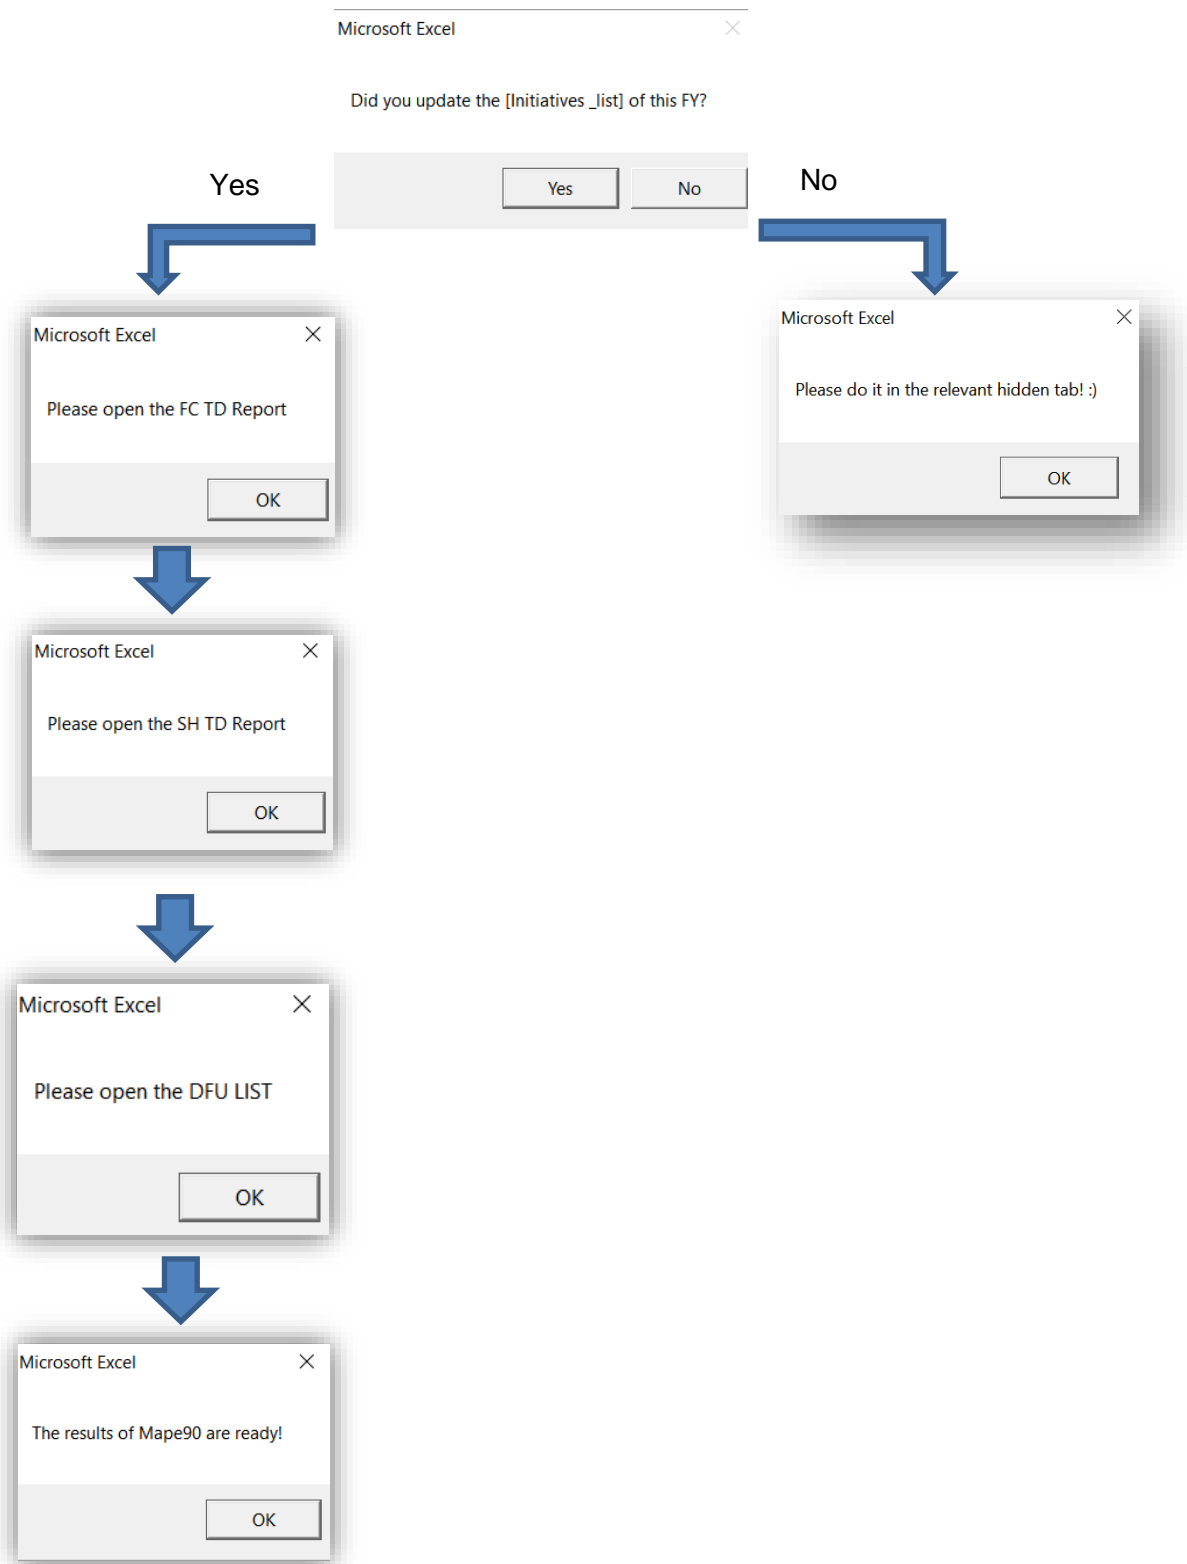 Microsoft Excel
Did you update the [Initiatives _list] of this FY?
Yes No
Yes
No
Microsoft Excel
Please open the FC TD Report
OK
Microsoft Excel
Please do it in the relevant hidden tab! :)
OK
Microsoft Excel
Please open the SH TD Report
OK
Microsoft Excel
Please open the DFU LIST
OK
Microsoft Excel
The results of Mape90 are ready!
OK